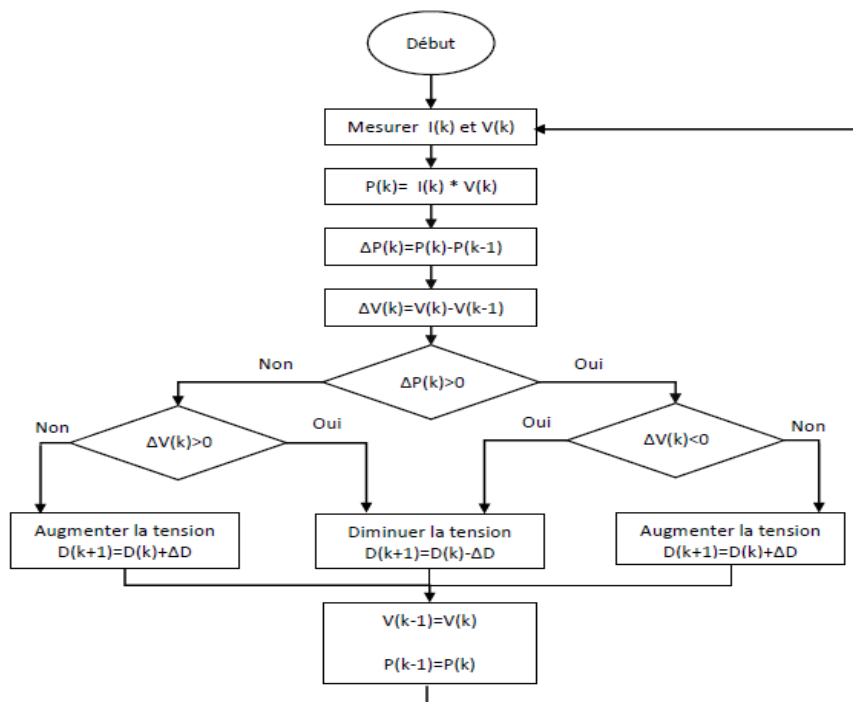 Début
Mesurer I(k) et V(k)
P(k)= I(k) * V(k)
ΔP(k)=P(k)-P(k-1)
ΔV(k)=V(k)-V(k-1)
Non
Oui
ΔP(k)>0
Non
Oui
Oui
Non
ΔV(k)>0
ΔV(k)<0
Augmenter la tension
D(k+1)=D(k)+ΔD
Diminuer la tension
D(k+1)=D(k)-ΔD
Augmenter la tension
D(k+1)=D(k)+ΔD
V(k-1)=V(k)
P(k-1)=P(k)